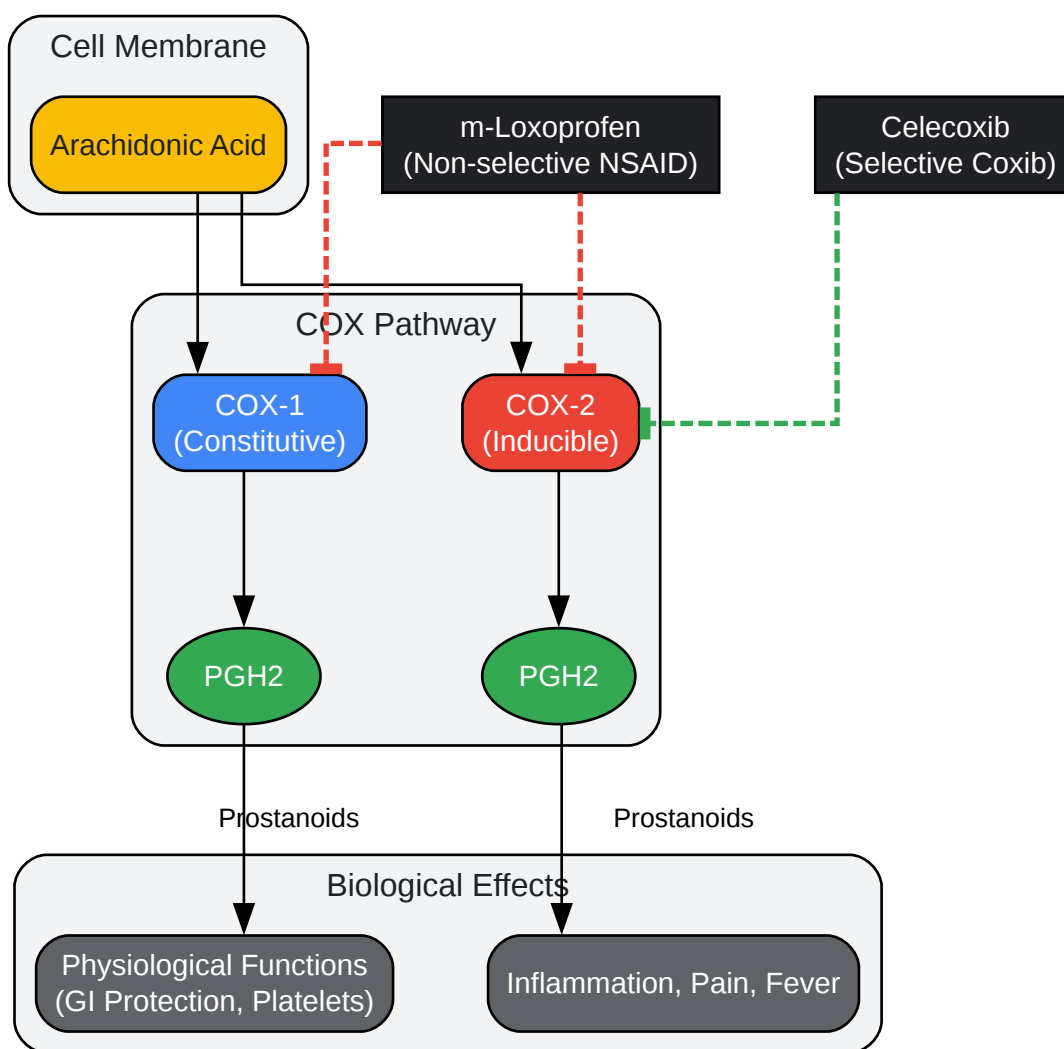 Cell Membrane
Arachidonic Acid
m-Loxoprofen
(Non-selective NSAID)
Celecoxib
(Selective Coxib)
COX Pathway
COX-1
(Constitutive)
COX-2
(Inducible)
PGH2
PGH2
Prostanoids
Prostanoids
Biological Effects
Physiological Functions
(GI Protection, Platelets)
Inflammation, Pain, Fever